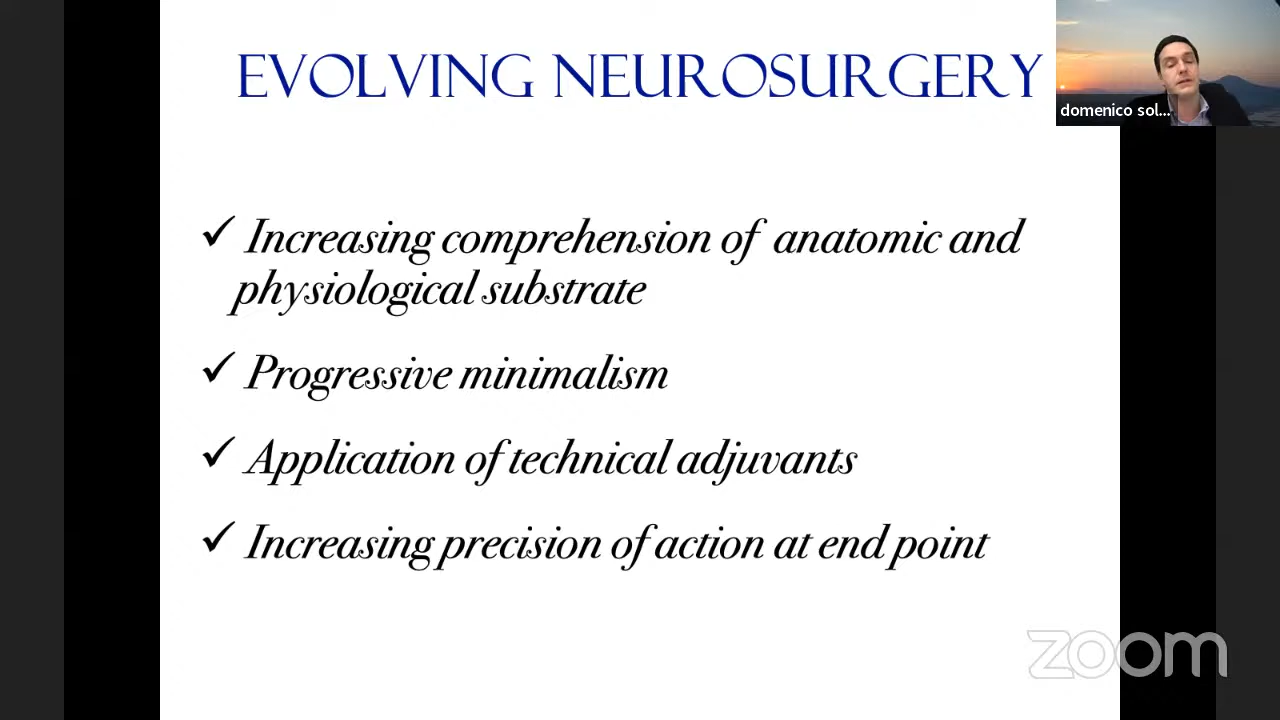 EVOLVING NEUROSURGERY
domenico sol...
✓ Increasing comprehension of anatomic and
physiological substrate
✓ Progressive minimalism
✓ Application of technical adjuvants
✓ Increasing precision of action at end point
zoom